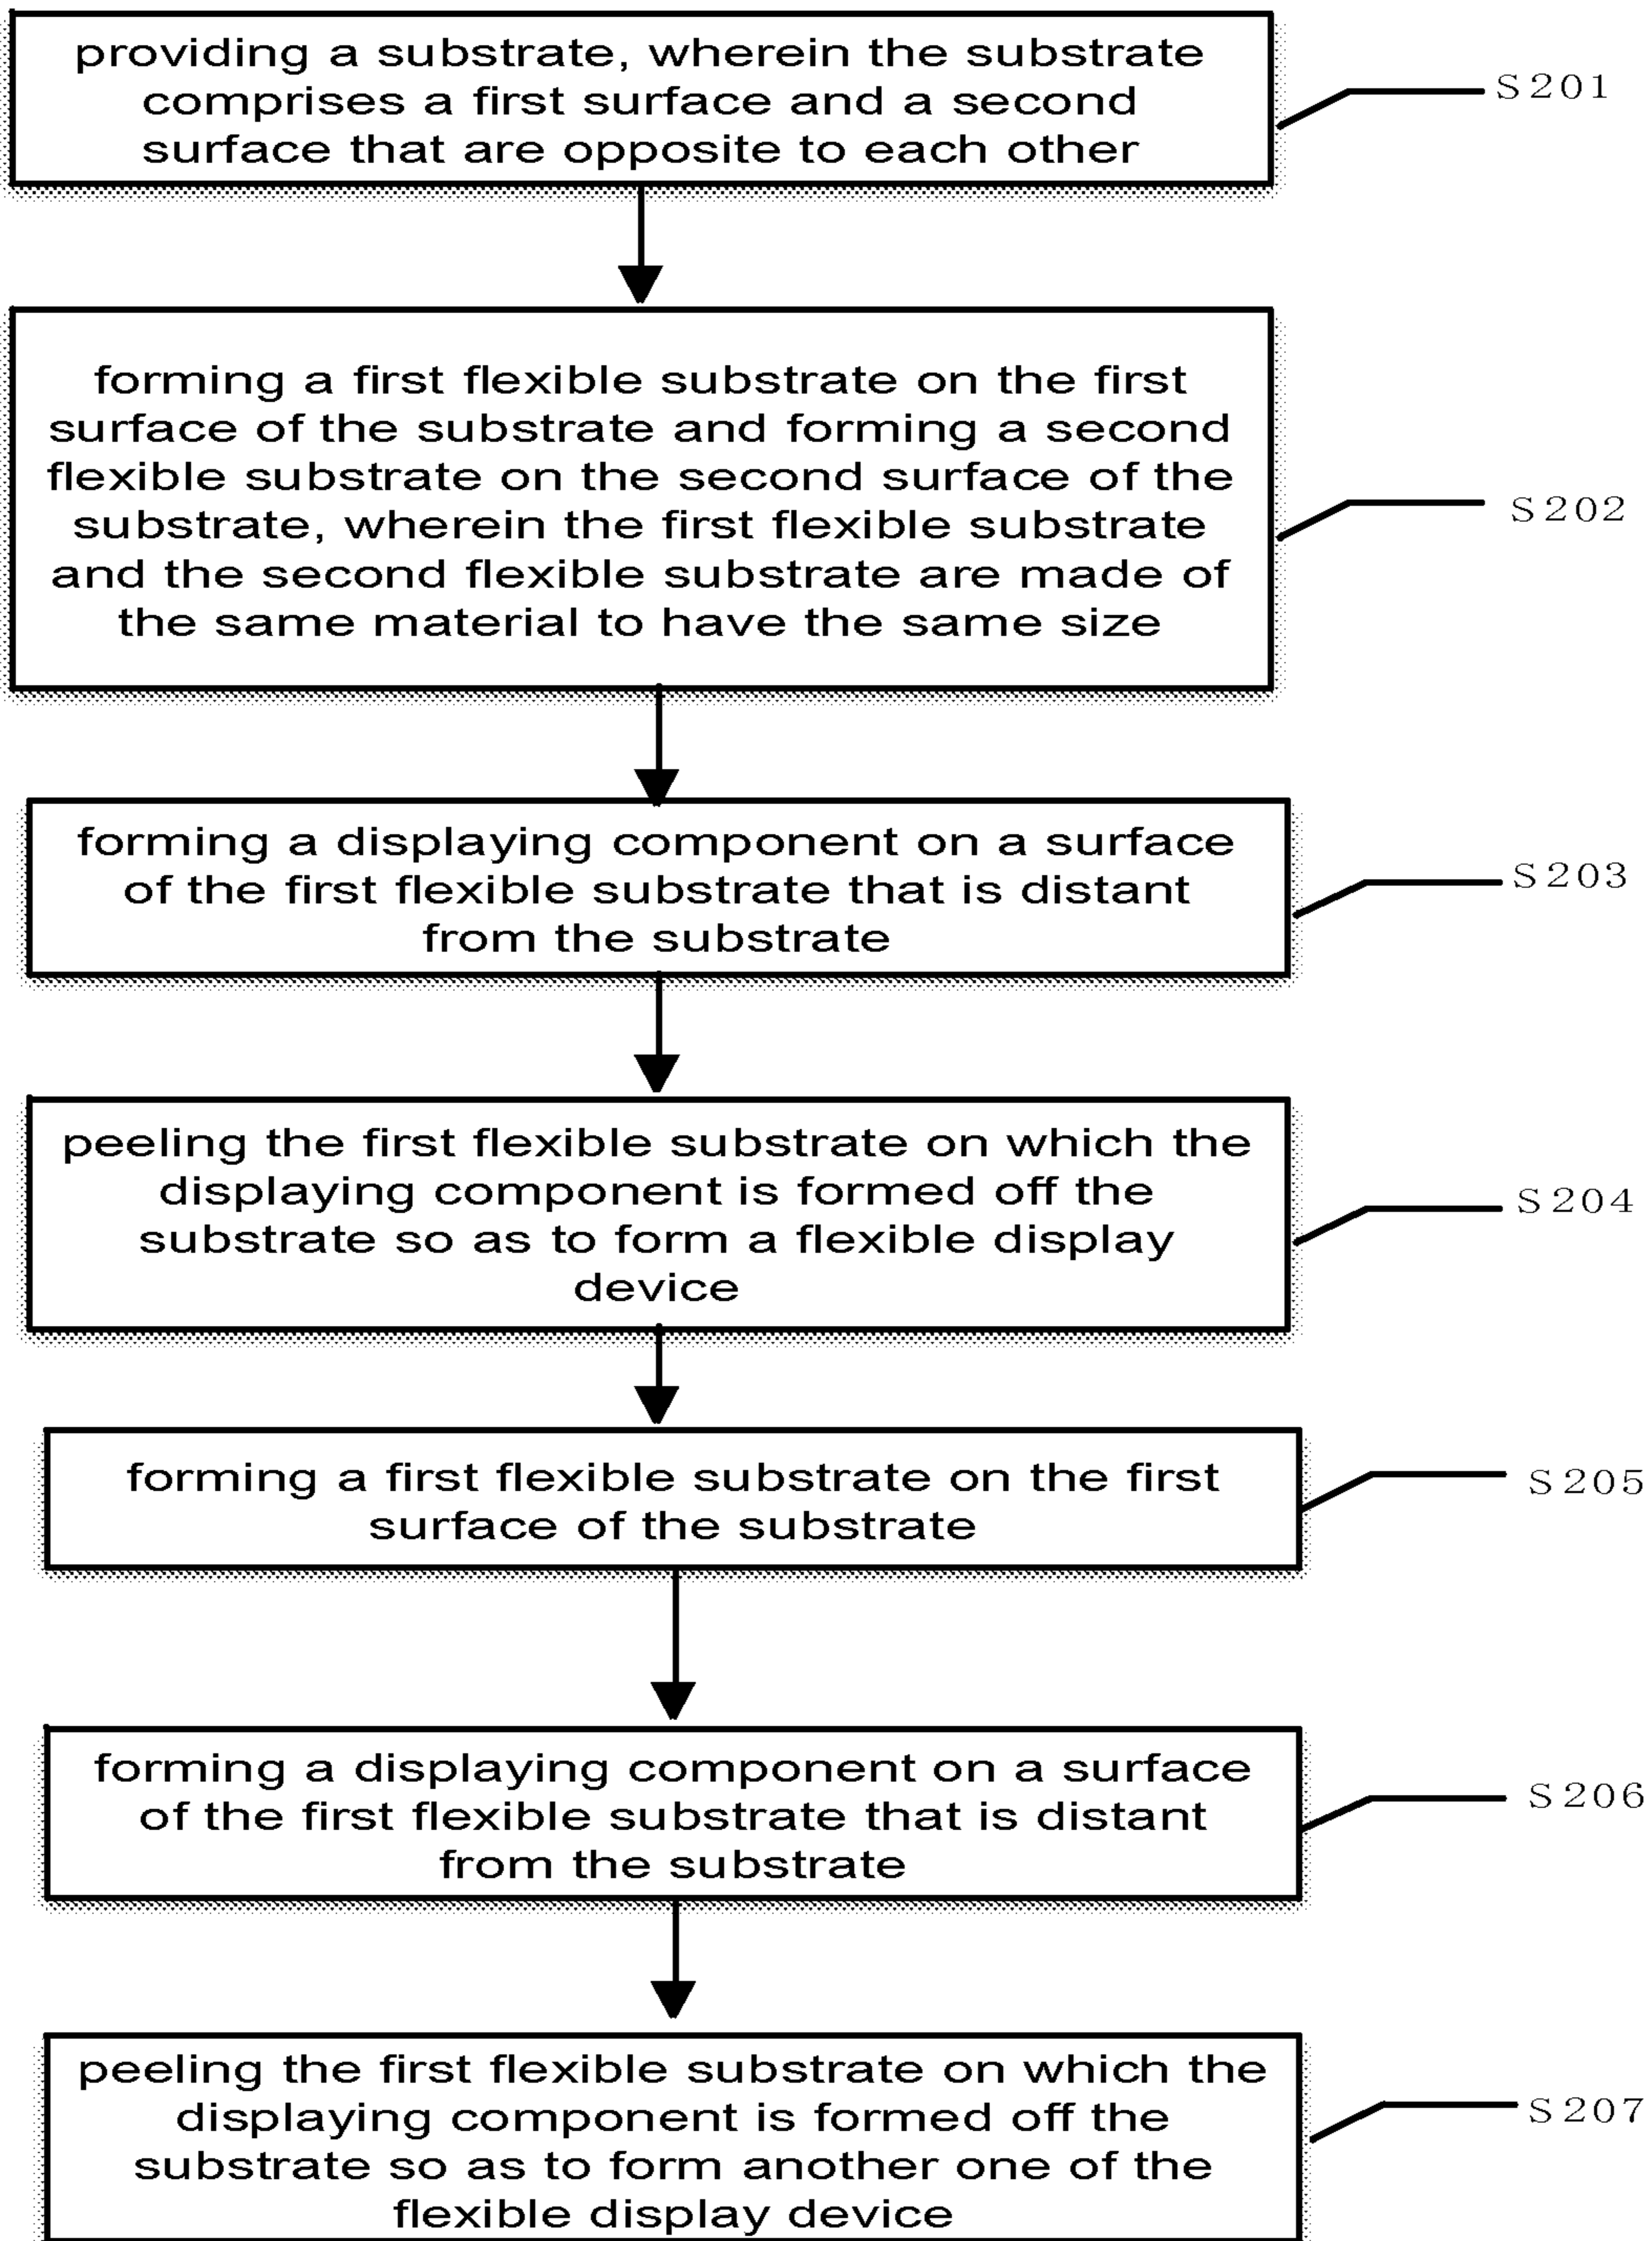 providing a substrate, wherein the substrate
comprises a first surface and a second
surface that are opposite to each other
S201
forming a first flexible substrate on the first
surface of the substrate and forming a second
flexible substrate on the second surface of the
substrate, wherein the first flexible substrate
and the second flexible substrate are made of
the same material to have the same size
S202
forming a displaying component on a surface
of the first flexible substrate that is distant
from the substrate
S203
peeling the first flexible substrate on which the
displaying component is formed off the
substrate so as to form a flexible display
device
S204
forming a first flexible substrate on the first
surface of the substrate
S205
forming a displaying component on a surface
of the first flexible substrate that is distant
from the substrate
S206
peeling the first flexible substrate on which the
displaying component is formed off the
substrate so as to form another one of the
flexible display device
S207